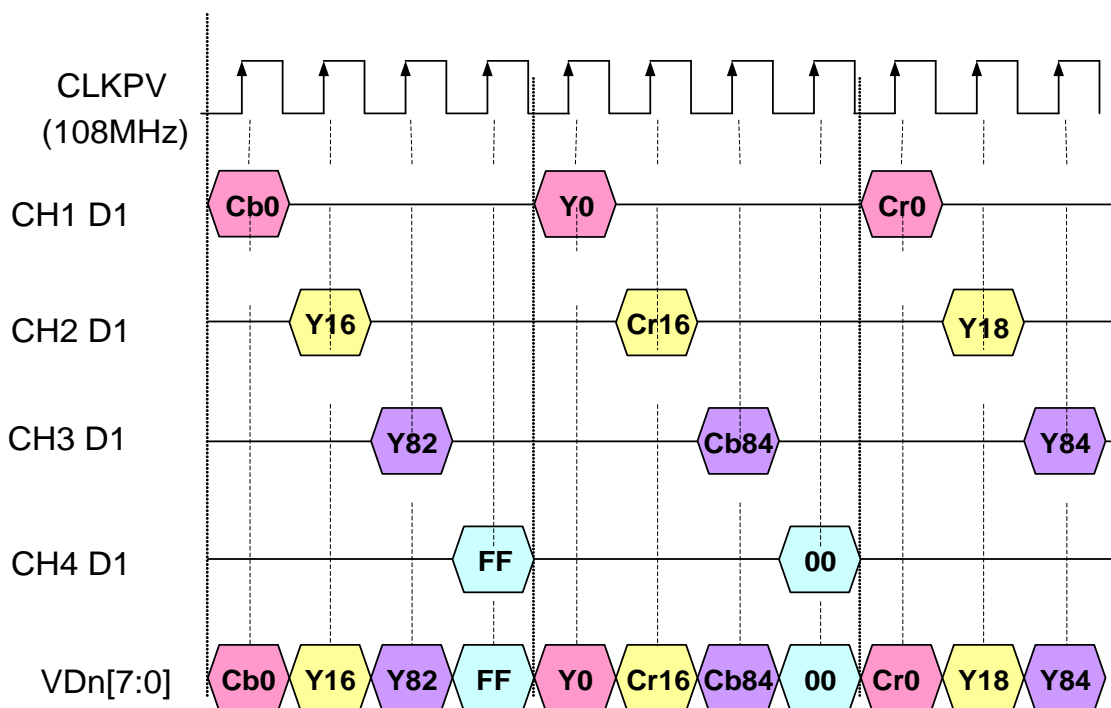 CLKPV
(108MHz)
CH1 D1
Cb0
Y0
Cr0
CH2 D1
Y16
Cr16
Y18
CH3 D1
Y82
Cb84
Y84
CH4 D1
FF
00
VDn[7:0]
Cb0
Y16
Y82
FF
Y0
Cr16
Cb84
00
Cr0
Y18
Y84